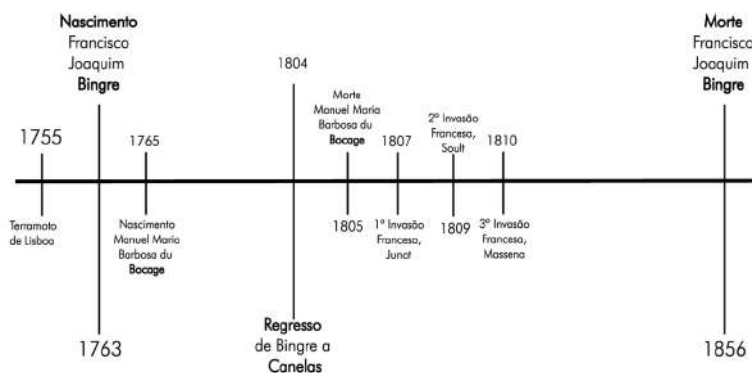 Nascimento
Francisco
Joaquim
Bingre
1763
1755
Terramoto
de Lisboa
1765
Nascimento
Manuel Maria
Barbosa du
Bocage
1804
Regresso
de Bingre a
Canelas
Morte
Manuel Maria
Barbosa du
Bocage
1805
1807
1º Invasão
Francesa,
Junot
2º Invasão
Francesa,
Soult
1809
1810
3º Invasão
Francesa,
Massena
Morte
Francisco
Joaquim
Bingre
1856